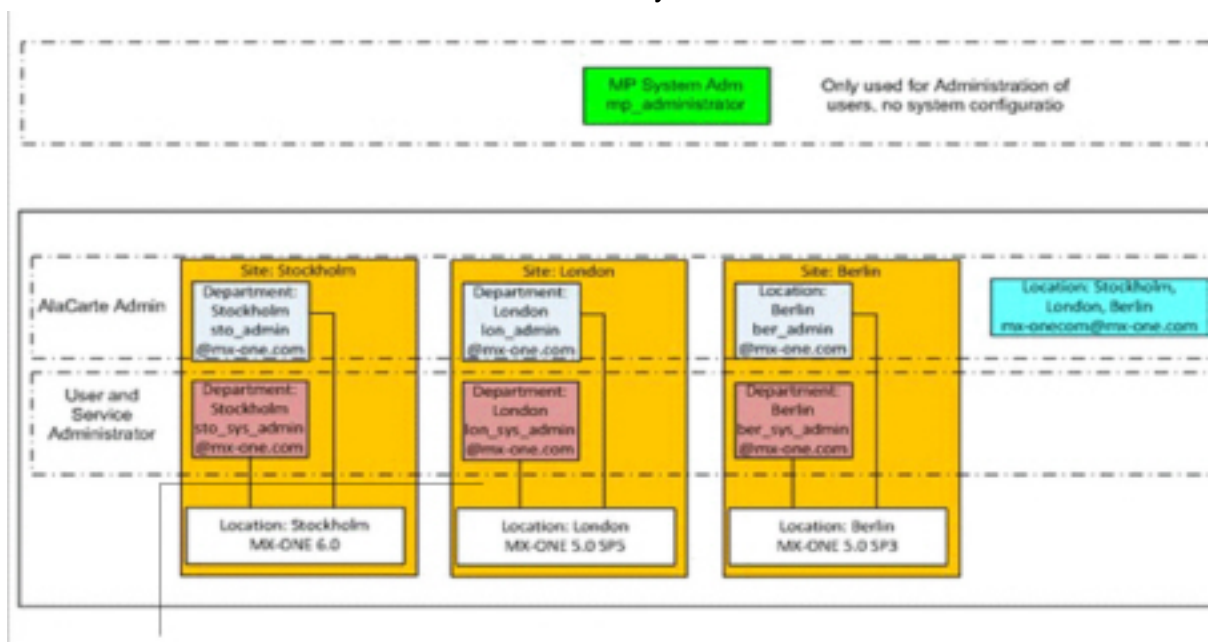 MP System Adm
mp_administrator
Only used for Administration of
users, no system configuratio
AlaCarte Admin
Site: Stockholm
Department:
Stockholm
sto_admin
@mx-one.com
Site: London
Department:
London
lon_admin
@mx-one.com
Site: Berlin
Location:
Berlin
ber_admin
@mx-one.com
Location: Stockholm,
London, Berlin
mx-onecom@mx-one.com
User and
Service
Administrator
Department:
Stockholm
sto_sys_admin
@mx-one.com
Department:
London
lon_sys_admin
@mx-one.com
Department:
Berlin
ber_sys_admin
@mx-one.com
Location: Stockholm
MX-ONE 6.0
Location: London
MX-ONE 5.0 SP5
Location: Berlin
MX-ONE 5.0 SP3